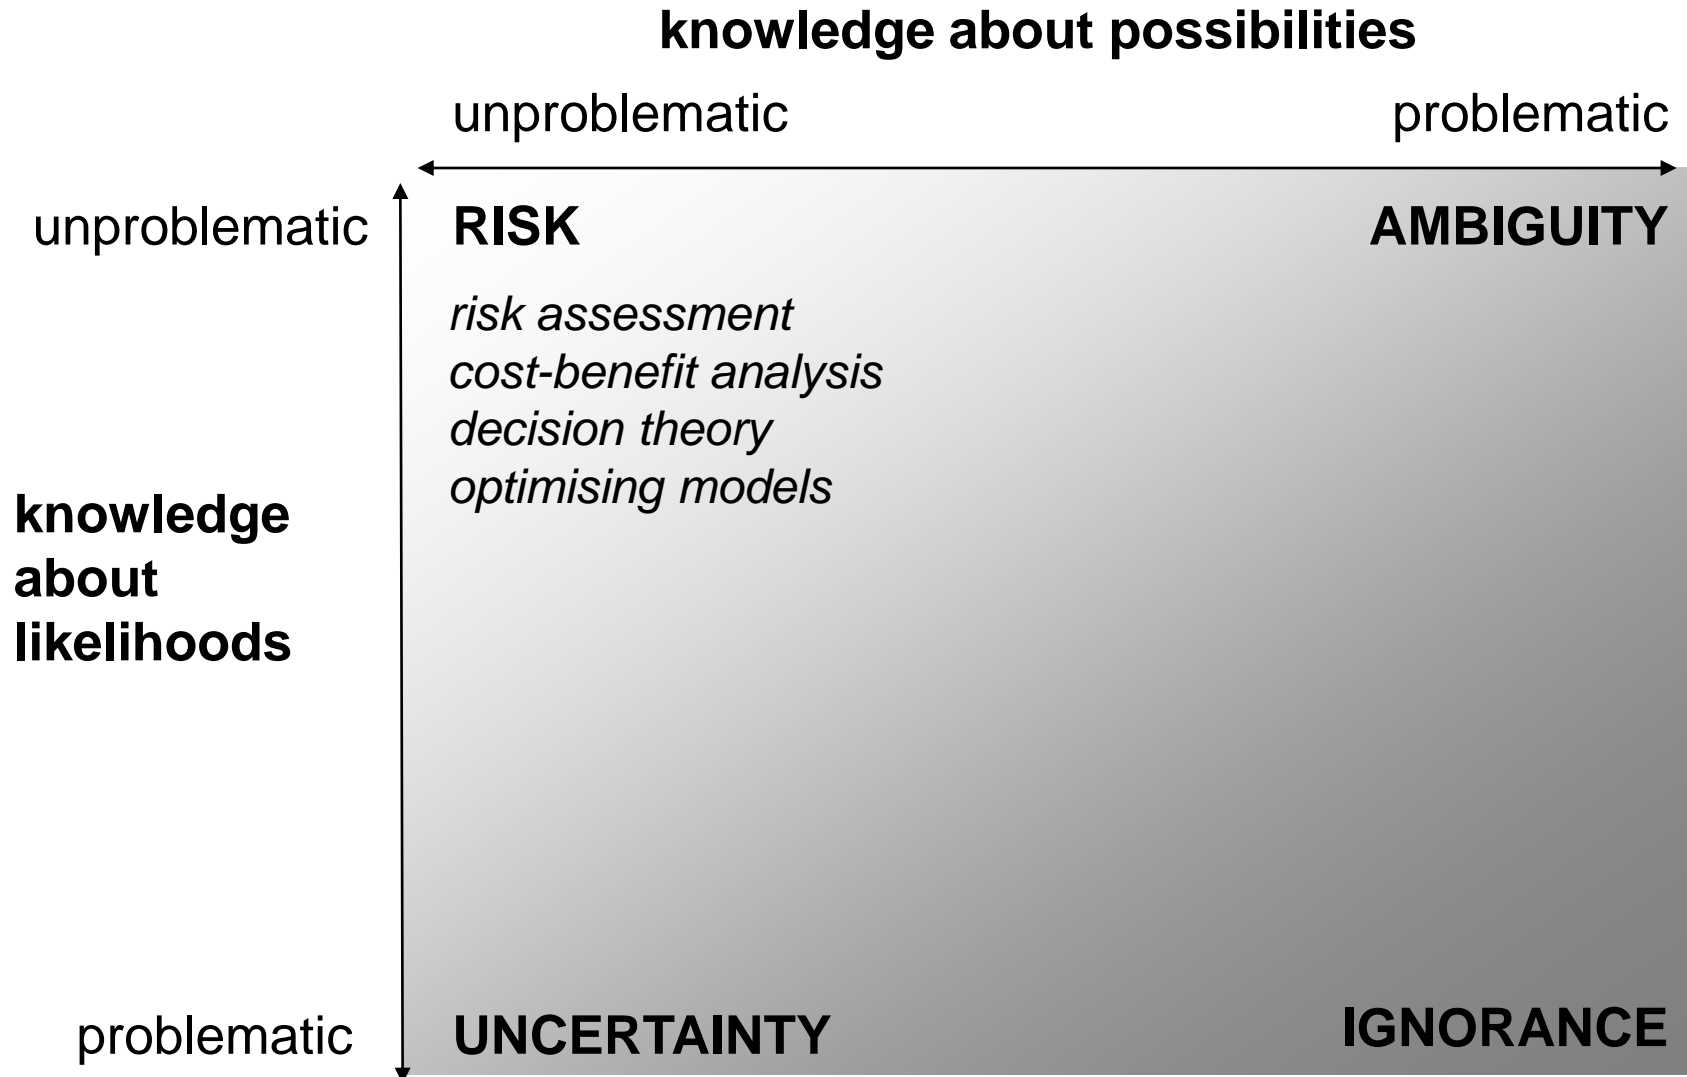 knowledge about possibilities
unproblematic problematic
unproblematic RISK AMBIGUITY
risk assessment
cost-benefit analysis
decision theory
optimising models
knowledge
about
likelihoods
problematic UNCERTAINTY IGNORANCE